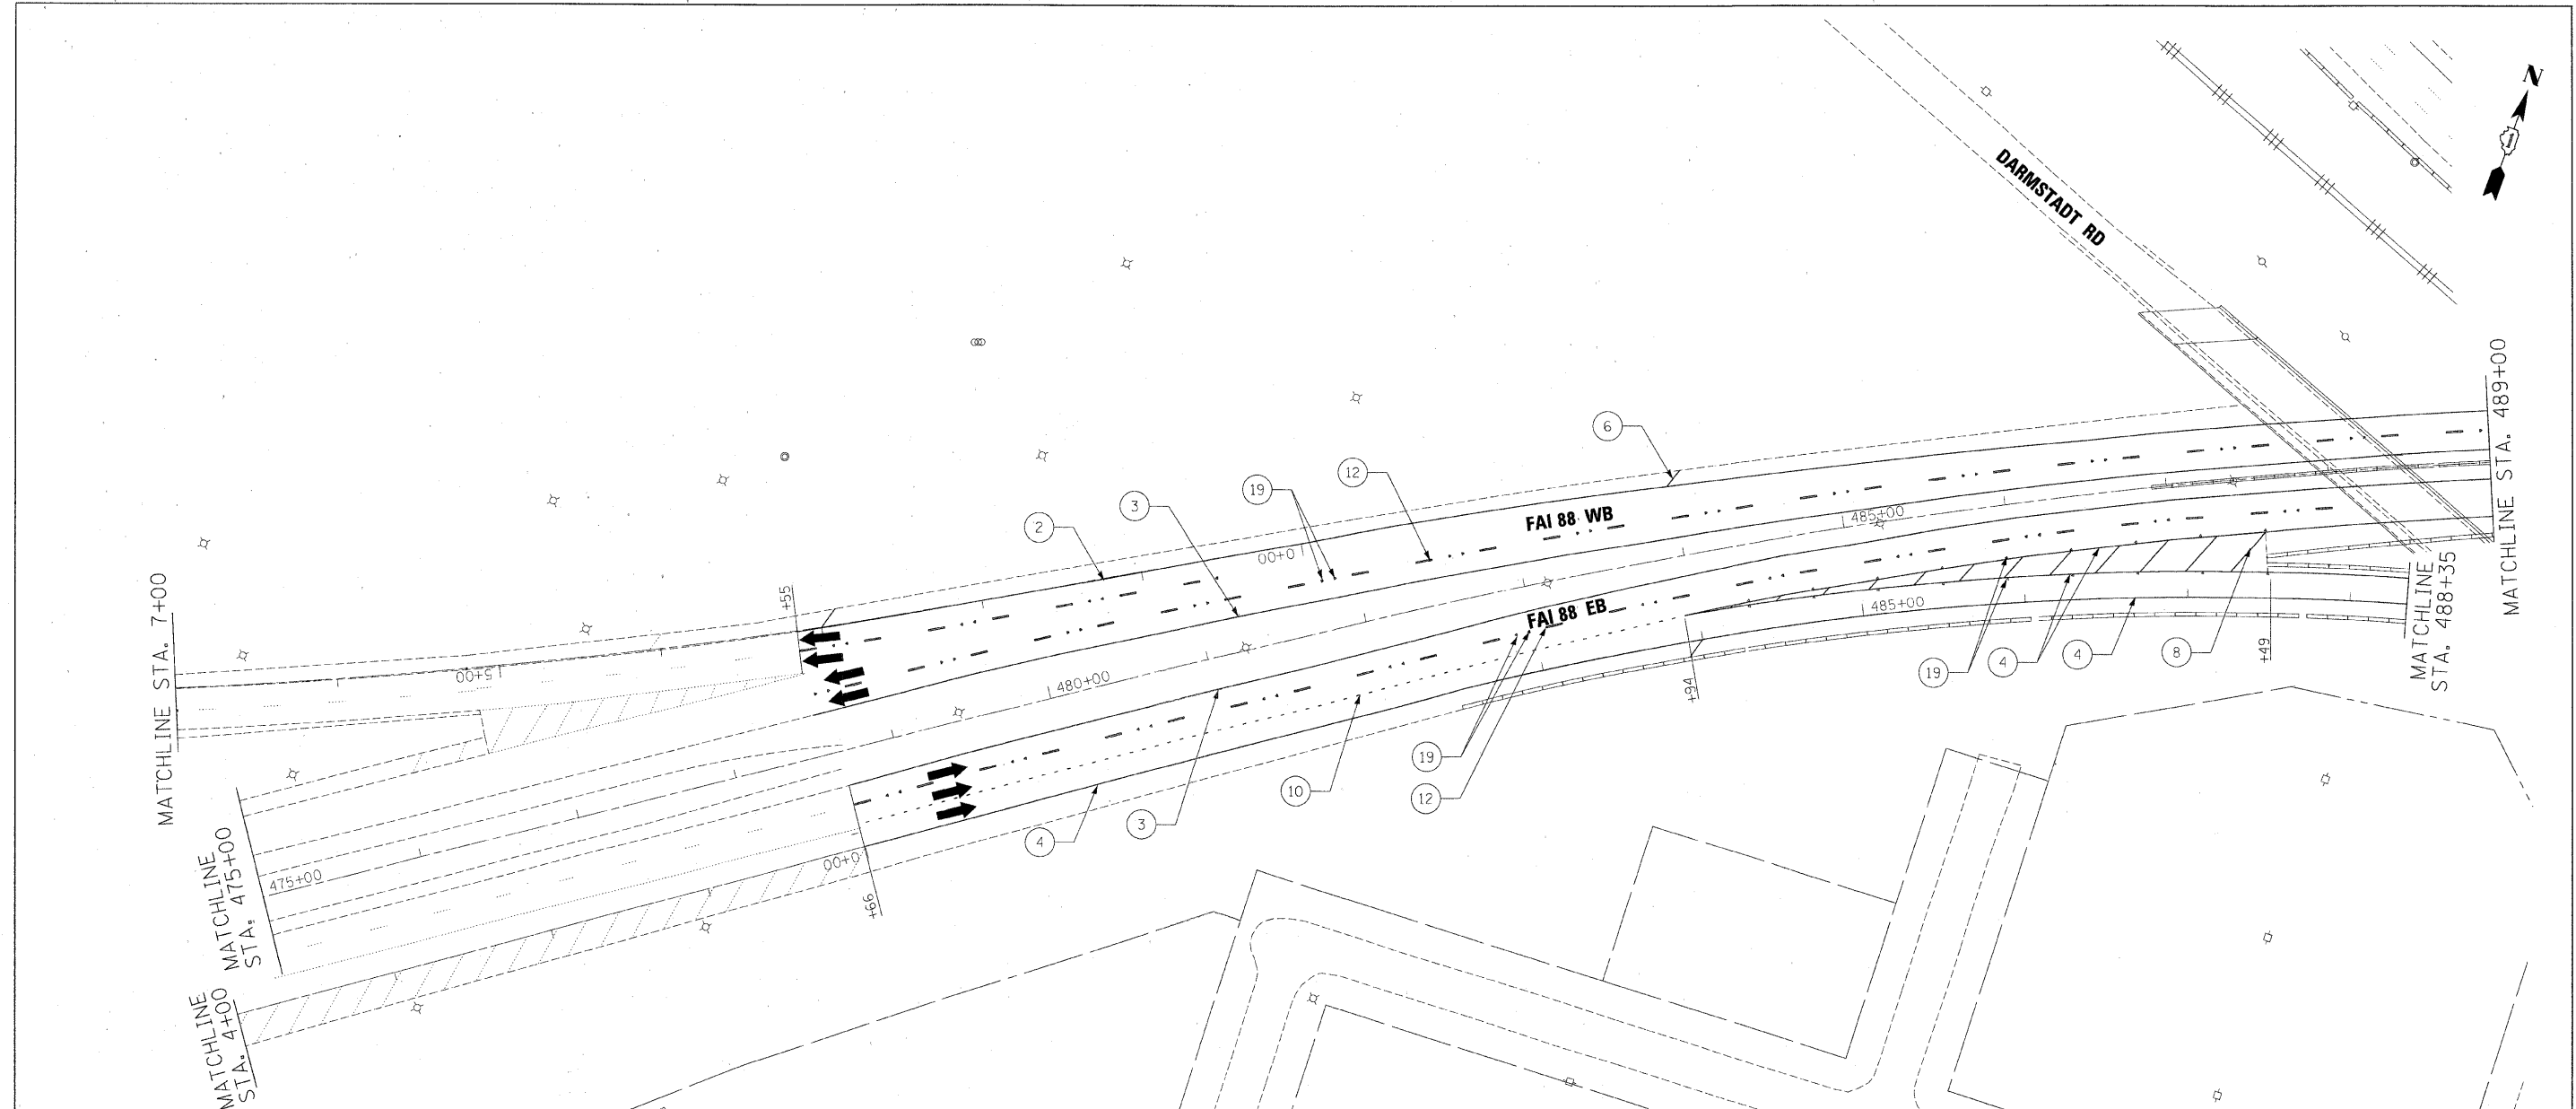 N
1
DARMSTADT RD
MATCHLINE STA. 489+00
6
12
19
3
2
FAI 88 WB
485+00
0+00
+55
MATCHLINE STA. 7+00
5+00
480+00
FAI 88 EB
485+00
MATCHLINE
STA. 488+35
+49
8
4
4
19
+94
19
12
10
3
4
0+00
+66
475+00
MATCHLINE
STA. 475+00
MATCHLINE
STA. 4+00